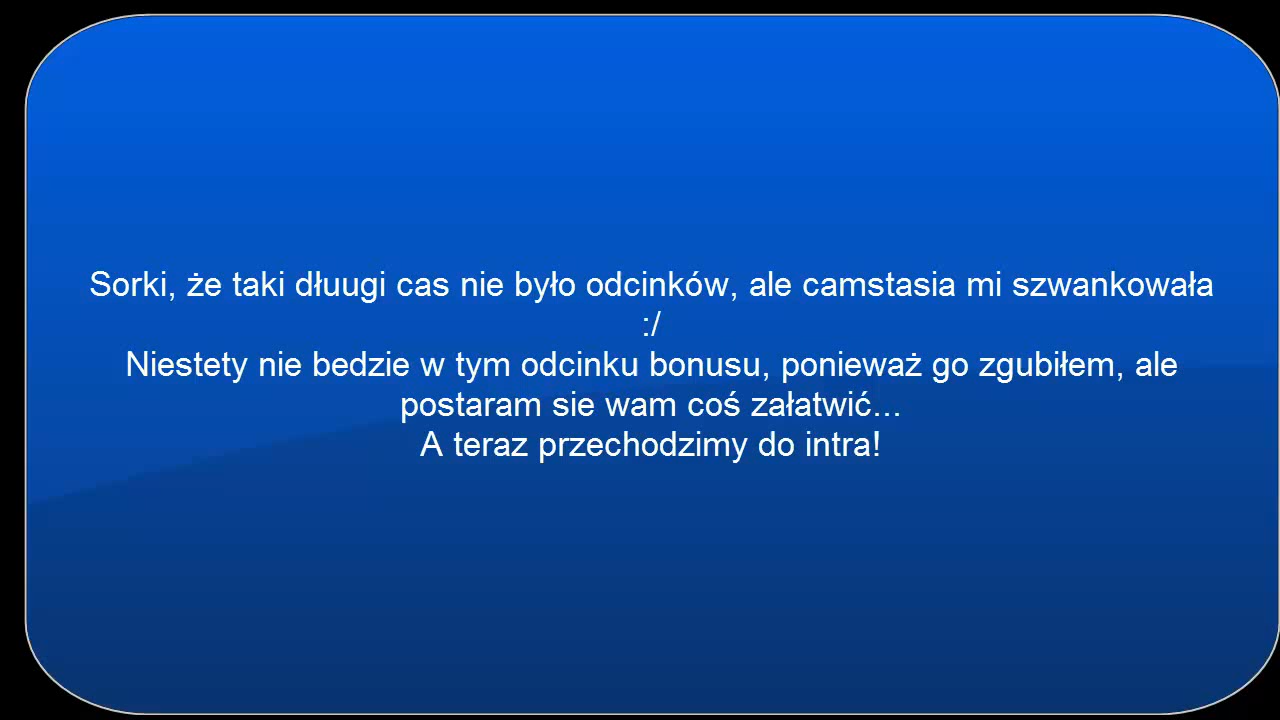 Sorki, że taki dłuugi cas nie było odcinków, ale camstasia mi szwankowała
:/
Niestety nie bedzie w tym odcinku bonusu, ponieważ go zgubiłem, ale
postaram sie wam coś załatwić...
A teraz przechodzimy do intra!